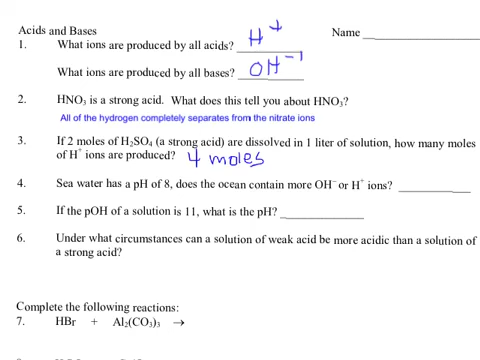 Acids and Bases
Name
1. What ions are produced by all acids? H⁺
What ions are produced by all bases? OH⁻¹
2. HNO₃ is a strong acid. What does this tell you about HNO₃?
All of the hydrogen completely separates from the nitrate ions
3. If 2 moles of H₂SO₄ (a strong acid) are dissolved in 1 liter of solution, how many moles
of H⁺ ions are produced? 4 moles
4. Sea water has a pH of 8, does the ocean contain more OH⁻ or H⁺ ions?
5. If the pOH of a solution is 11, what is the pH?
6. Under what circumstances can a solution of weak acid be more acidic than a solution of
a strong acid?
Complete the following reactions:
7. HBr + Al₂(CO₃)₃ →